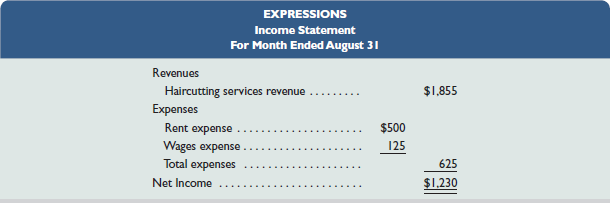 EXPRESSIONS
Income Statement
For Month Ended August 31
Revenues
Haircutting services revenue ......... $1,855
Expenses
Rent expense ...................... $500
Wages expense ..................... 125
Total expenses .................... 625
Net Income ......................... $1,230